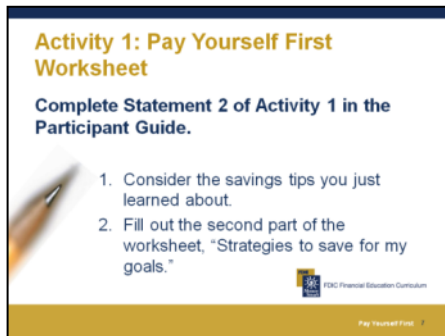 Activity 1: Pay Yourself First
Worksheet
Complete Statement 2 of Activity 1 in the
Participant Guide.
1. Consider the savings tips you just
learned about.
2. Fill out the second part of the
worksheet, “Strategies to save for my
goals.”
FDIC Financial Education Curriculum
Pay Yourself First